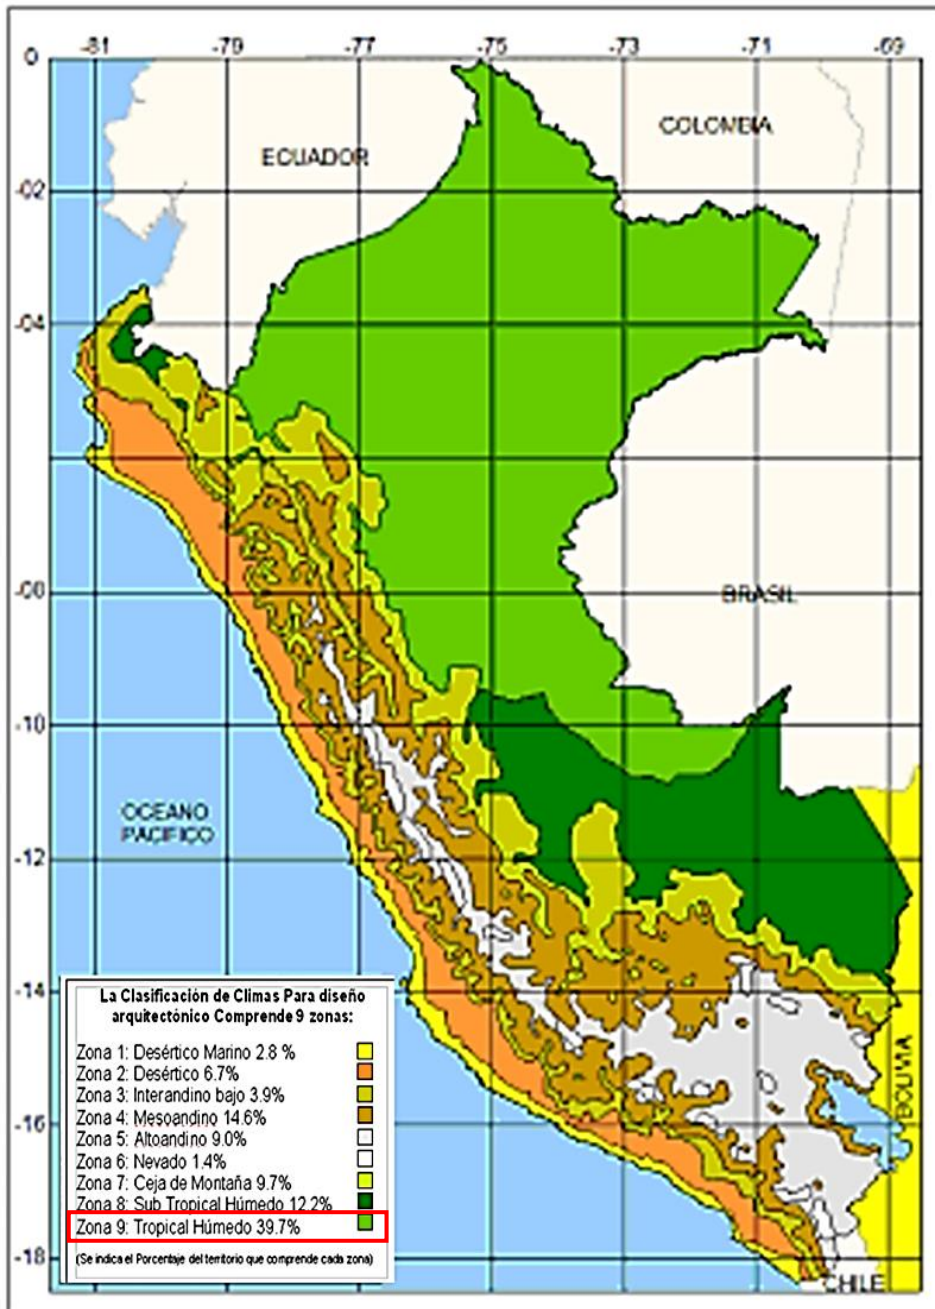 -81 -79 -77 -75 -73 -71 -69
0
COLOMBIA
ECUADOR
-02
-04
-00
BRASIL
-10
OCEANO
PACIFICO
-12
-14
La Clasificación de Climas Para diseño
arquitectónico Comprende 9 zonas:
Zona 1: Desértico Marino 2.8 %
Zona 2: Desértico 6.7%
Zona 3: Interandino bajo 3.9%
Zona 4: Mesoandino 14.6%
Zona 5: Altoandino 9.0%
Zona 6: Nevado 1.4%
Zona 7: Ceja de Montaña 9.7%
Zona 8: Sub Tropical Húmedo 12.2%
Zona 9: Tropical Húmedo 39.7%
(Se indica el Porcentaje del territorio que comprende cada zona)
BOLIVIA
-16
-18
CHILE